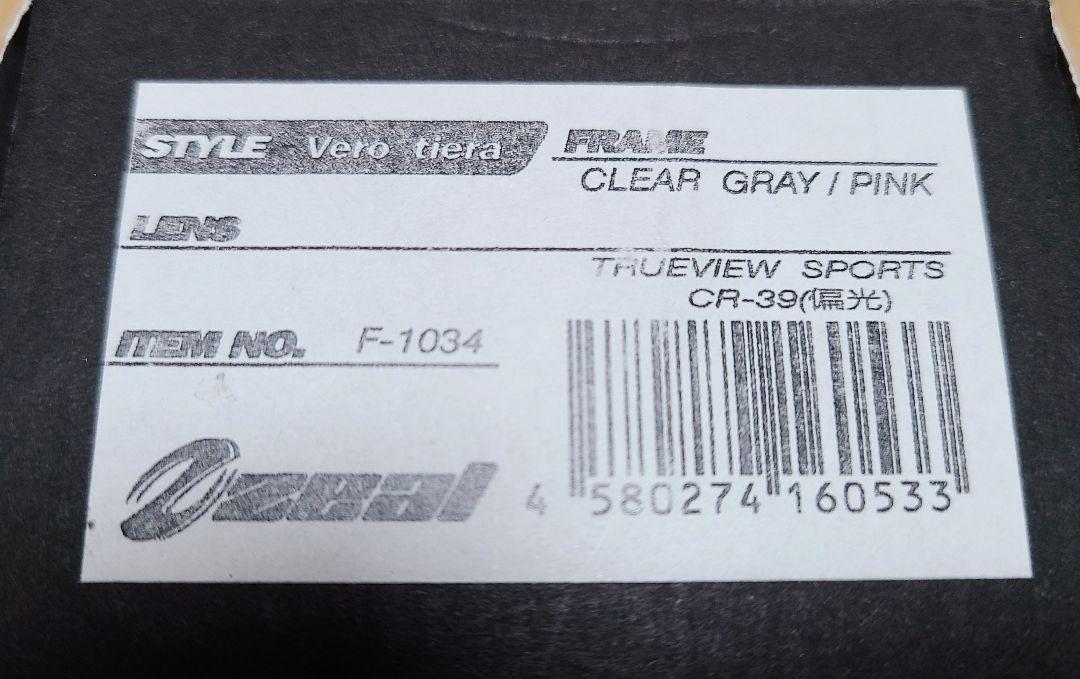 STYLE Vero tiera
FRAME
CLEAR GRAY / PINK
LENS
TRUEVIEW SPORTS
CR-39(偏光)
ITEM NO. F-1034
zeal
4 580274 160533